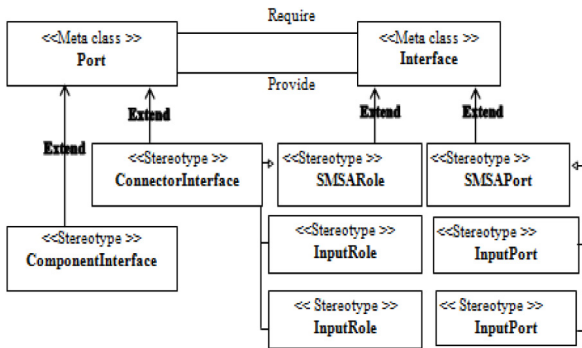 Require
<<Meta class >>
Port
<<Meta class >>
Interface
Provide
Extend
Extend
Extend
Extend
<<Stereotype >>
ConnectorInterface
<<Stereotype >>
SMSARole
<<Stereotype >>
SMSAPort
<<Stereotype >>
ComponentInterface
<<Stereotype >>
InputRole
<<Stereotype >>
InputPort
<< Stereotype >>
InputRole
<< Stereotype >>
InputPort